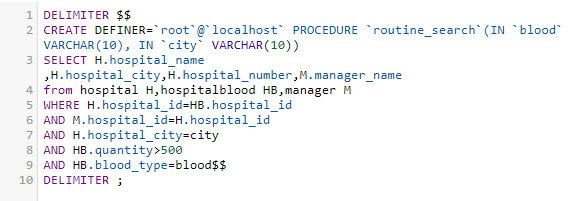 1 DELIMITER $$
2 CREATE DEFINER=`root`@`localhost` PROCEDURE `routine_search`(IN `blood`
VARCHAR(10), IN `city` VARCHAR(10))
3 SELECT H.hospital_name
,H.hospital_city,H.hospital_number,M.manager_name
4 from hospital H,hospitalblood HB,manager M
5 WHERE H.hospital_id=HB.hospital_id
6 AND M.hospital_id=H.hospital_id
7 AND H.hospital_city=city
8 AND HB.quantity>500
9 AND HB.blood_type=blood$$
10 DELIMITER ;